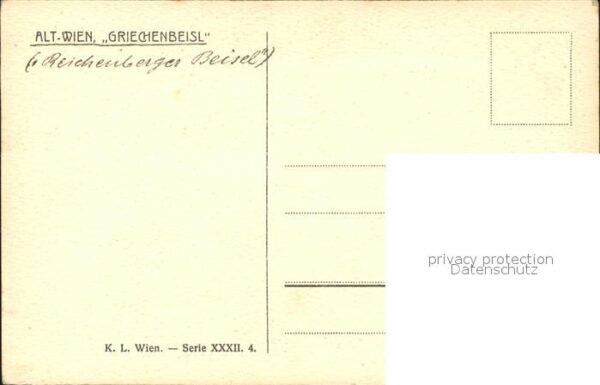 ALT-WIEN, „GRIECHENBEISL"
(„Reichenberger Beisel")
privacy protection
Datenschutz
K. L. Wien. — Serie XXXII. 4.